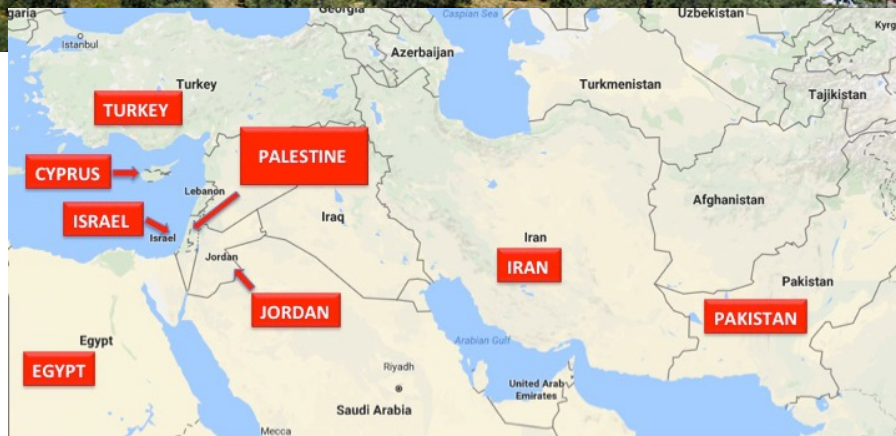 garia
Georgia
Caspian Sea
Uzbekistan
Kyrg
Istanbul
Azerbaijan
Turkey
Turkmenistan
Tajikistan
TURKEY
PALESTINE
CYPRUS
Lebanon
Afghanistan
ISRAEL
Iraq
Israel
Iran
Jordan
IRAN
Pakistan
JORDAN
PAKISTAN
Egypt
Arabian Gulf
EGYPT
Riyadh
United Arab
Emirates
Saudi Arabia
Mecca